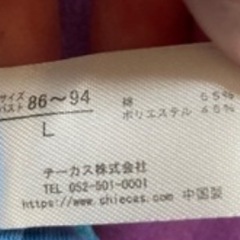 サイズ
バスト 86～94
L
綿 55%
ポリエステル 45%
チーカス株式会社
TEL 052-501-0001
https://www.chiecas.com 中国製